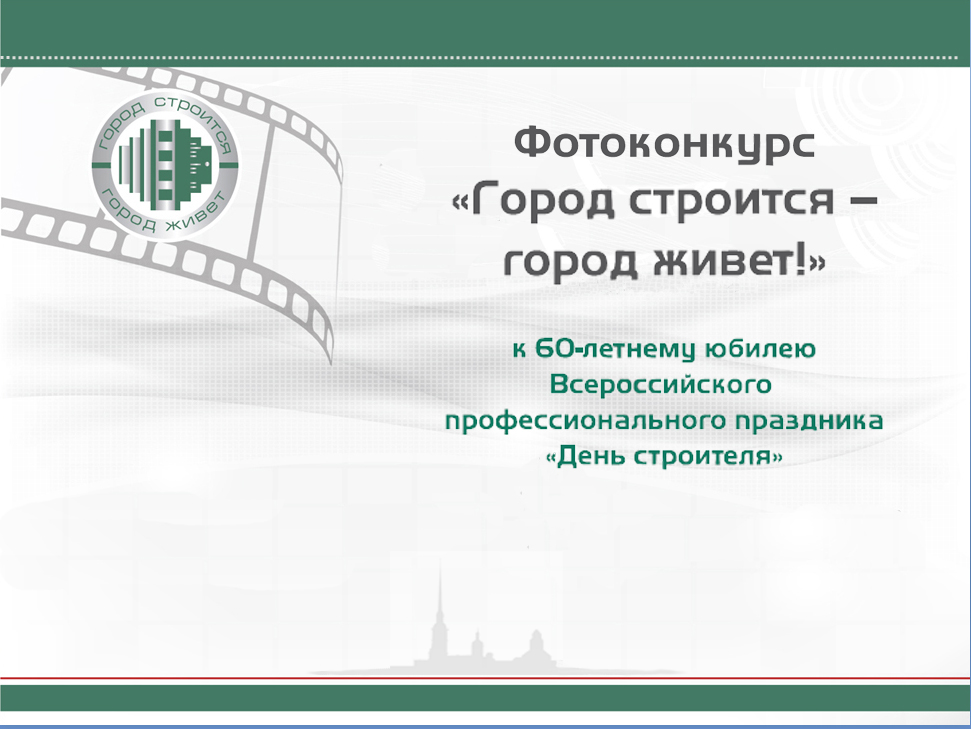 город строится
город живет
Фотоконкурс
«Город строится –
город живет!»
к 60-летнему юбилею
Всероссийского
профессионального праздника
«День строителя»